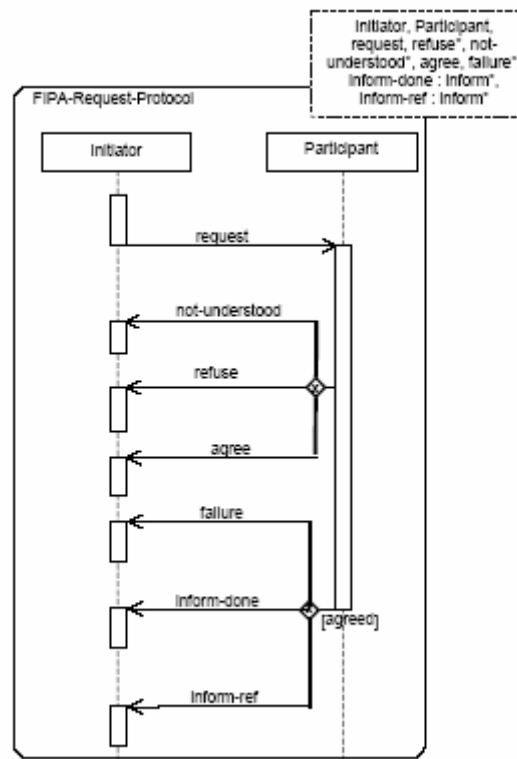 Initiator, Participant,
request, refuse*, not-
understood*, agree, failure*
Inform-done : Inform*,
Inform-ref : Inform*
FIPA-Request-Protocol
Initiator
Participant
request
not-understood
refuse
x
agree
failure
Inform-done
x
[agreed]
Inform-ref